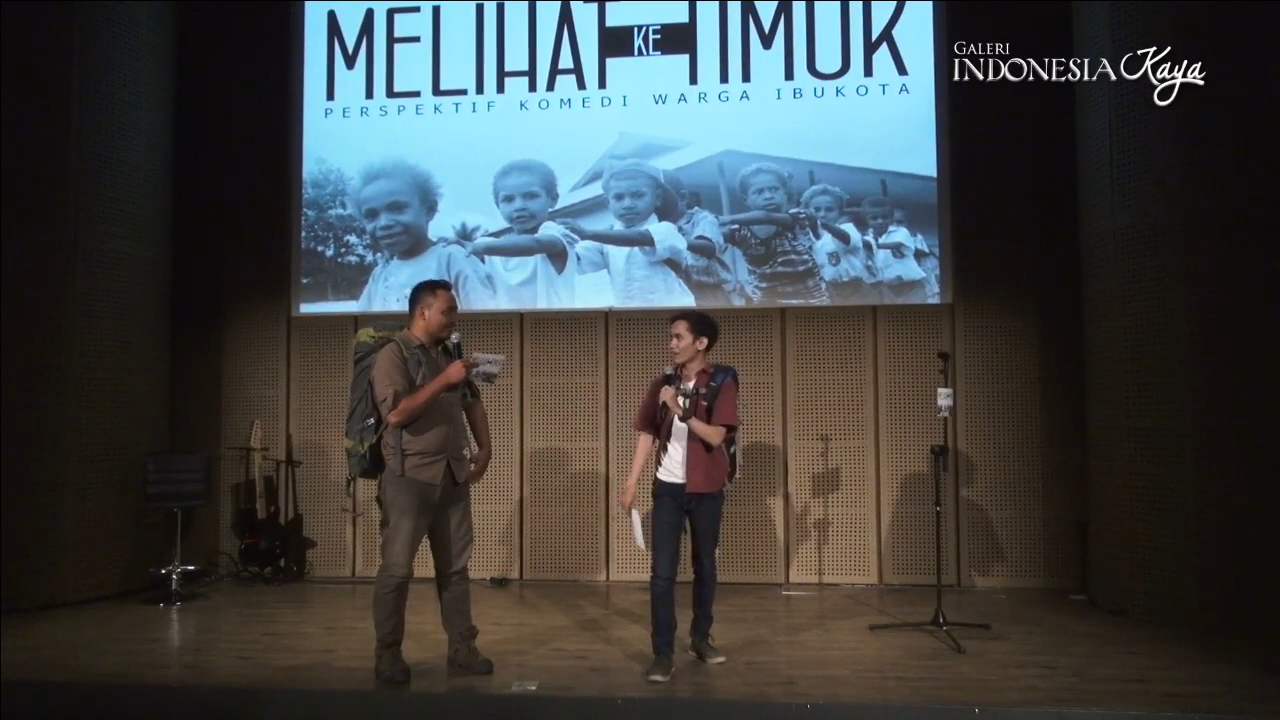 MELIHAT KE TIMUR
PERSPEKTIF KOMEDI WARGA IBUKOTA
GALERI
INDONESIA Kaya